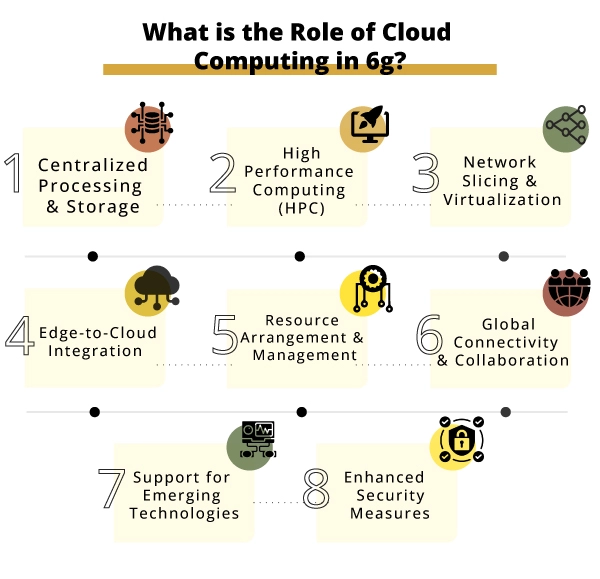 What is the Role of Cloud
Computing in 6g?
1
Centralized
Processing
& Storage
2
High
Performance
Computing
(HPC)
3
Network
Slicing &
Virtualization
4
Edge-to-Cloud
Integration
5
Resource
Arrangement &
Management
6
Global
Connectivity
& Collaboration
7
Support for
Emerging
Technologies
8
Enhanced
Security
Measures